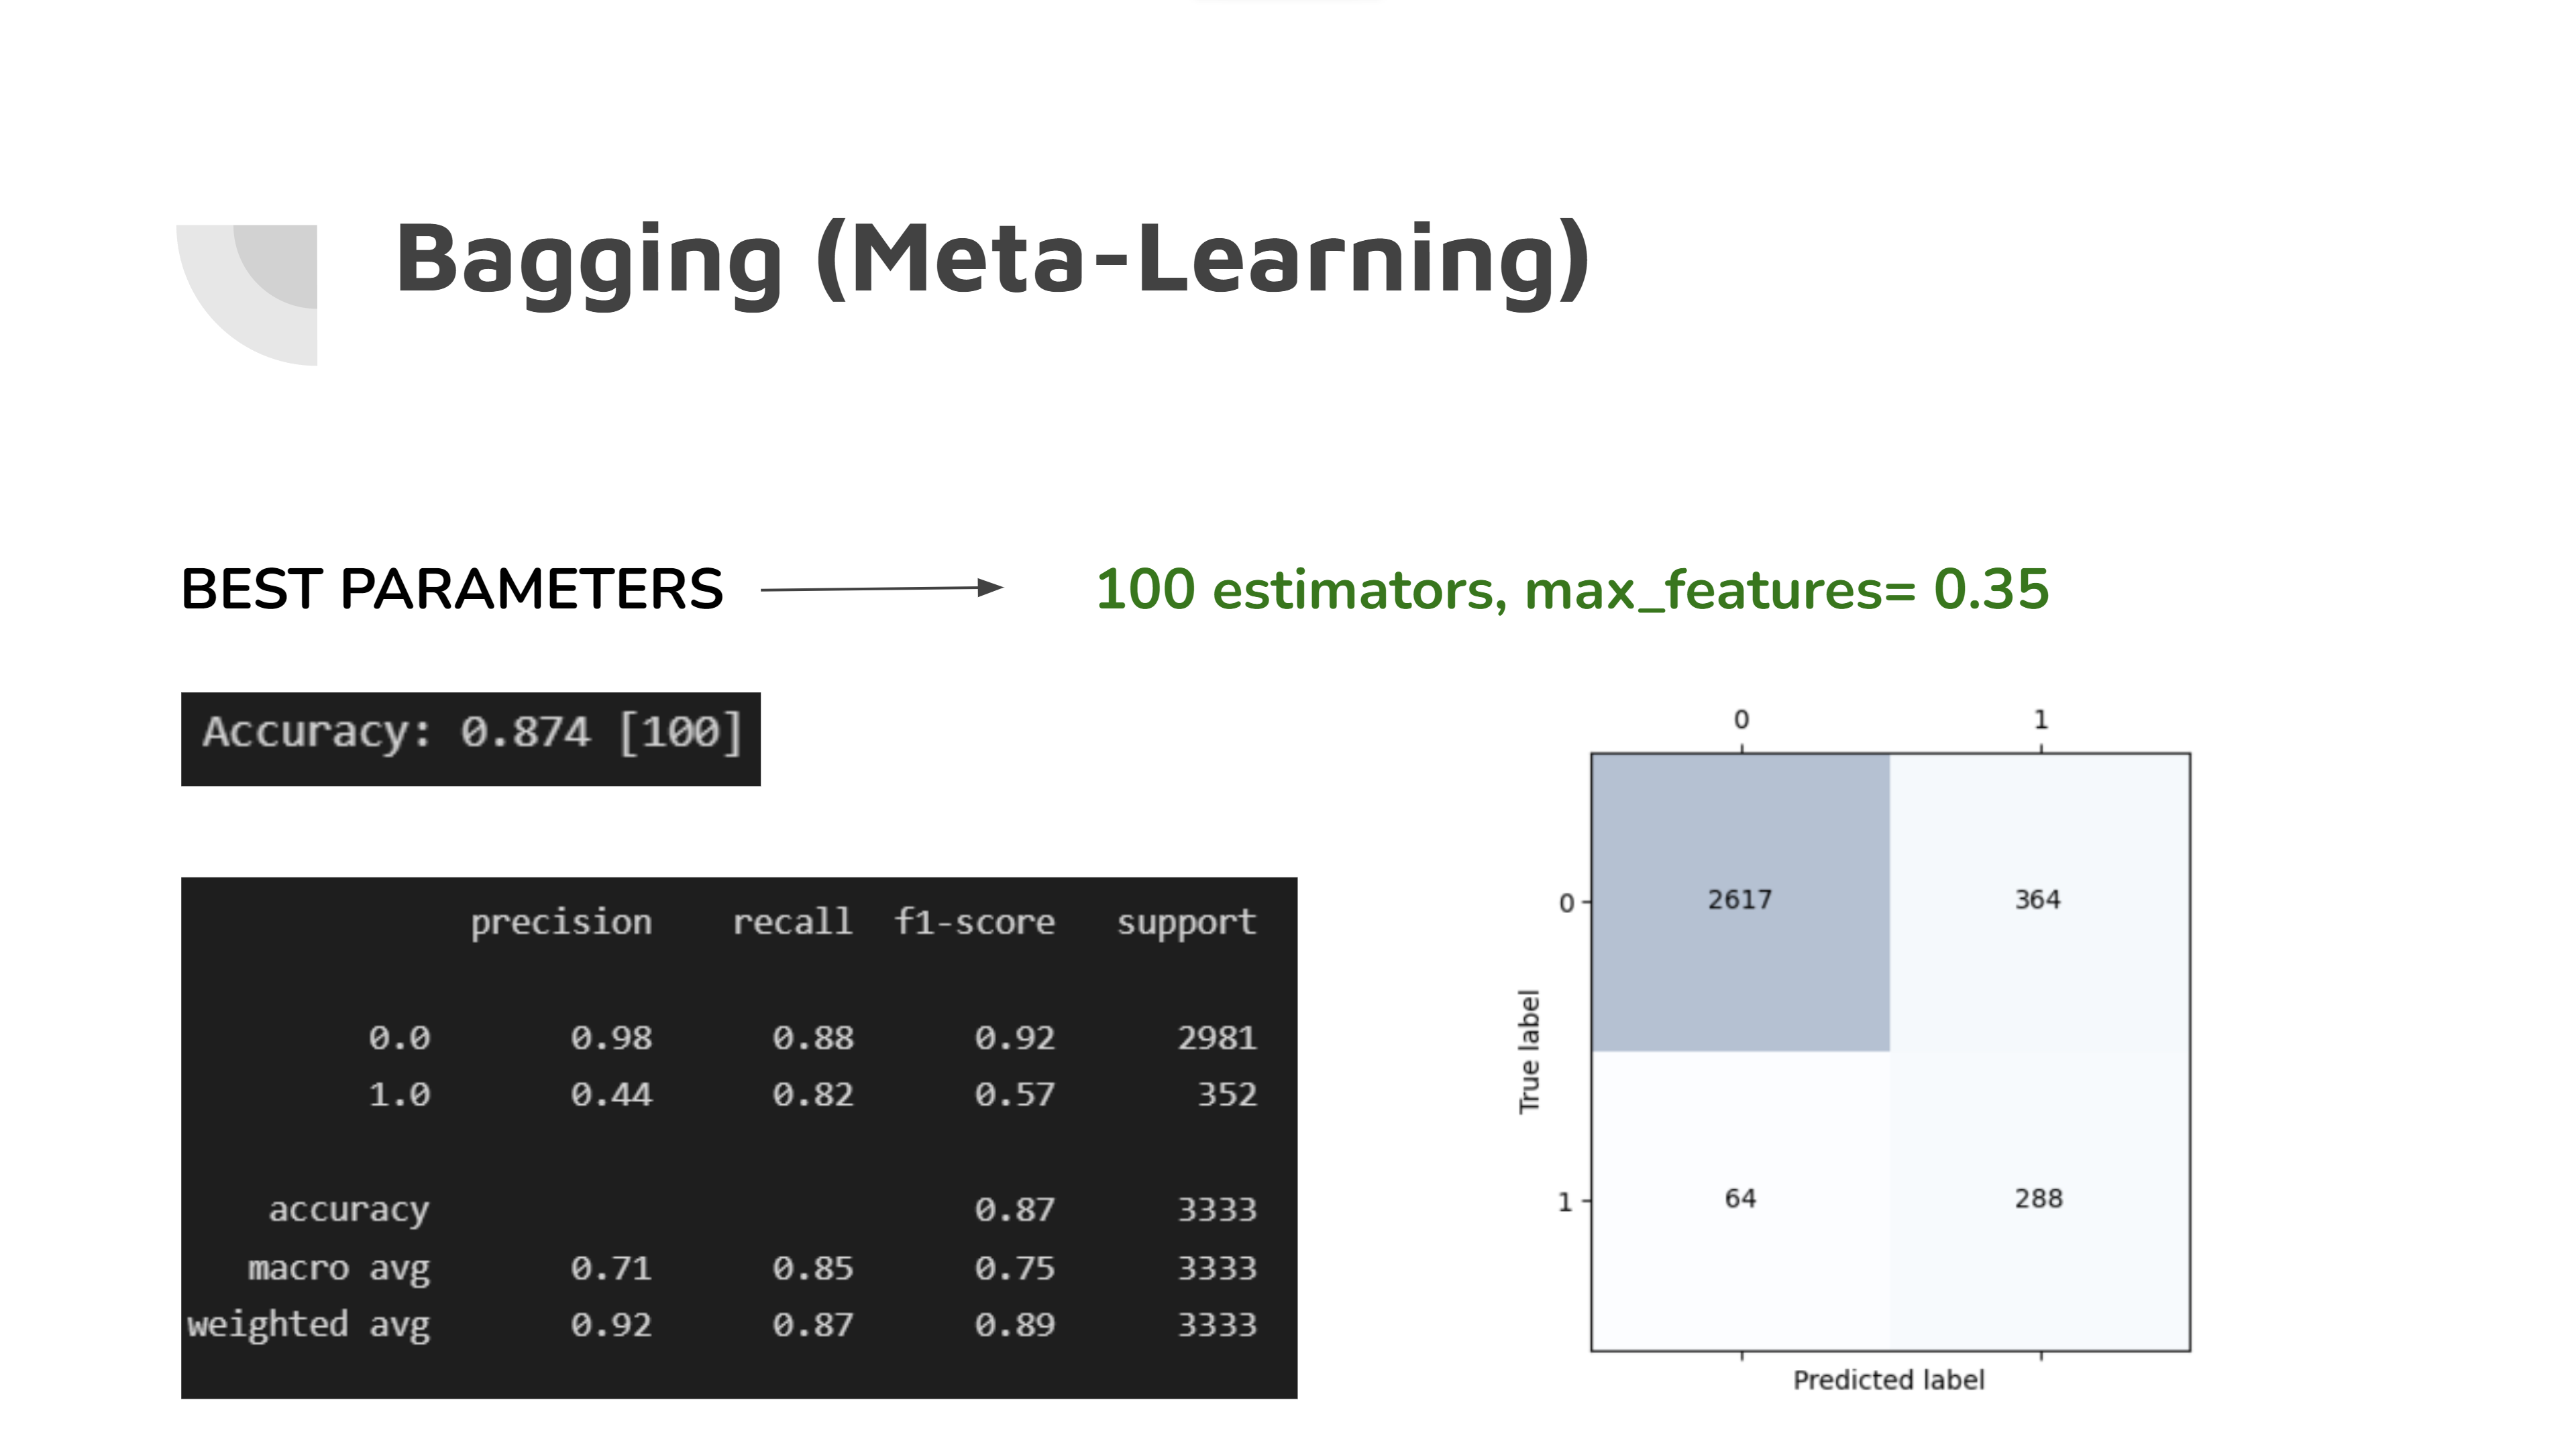 Bagging (Meta-Learning)
BEST PARAMETERS
100 estimators, max_features= 0.35
Accuracy: 0.874 [100]
precision recall f1-score support
0.0 0.98 0.88 0.92 2981
1.0 0.44 0.82 0.57 352
accuracy 0.87 3333
macro avg 0.71 0.85 0.75 3333
weighted avg 0.92 0.87 0.89 3333
0 1
0 2617 364
True label
1 64 288
Predicted label